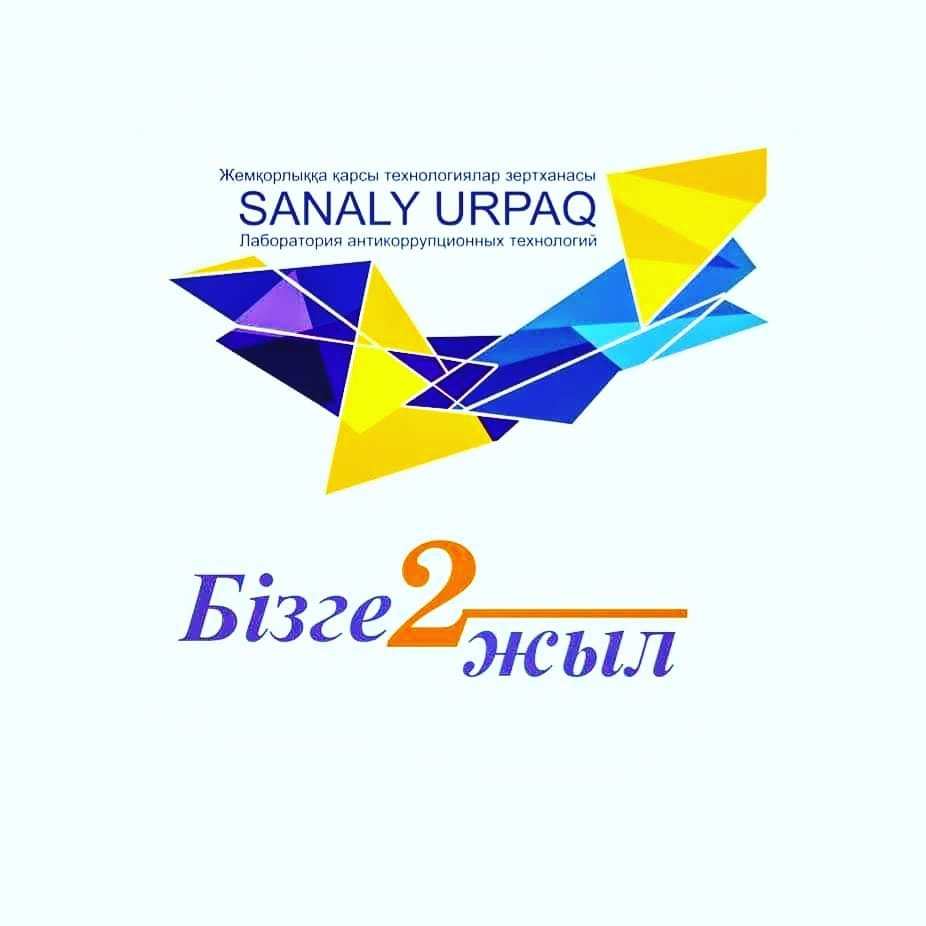 Жемқорлыққа қарсы технологиялар зертханасы
SANALY URPAQ
Лаборатория антикоррупционных технологий
Бізге 2 жыл